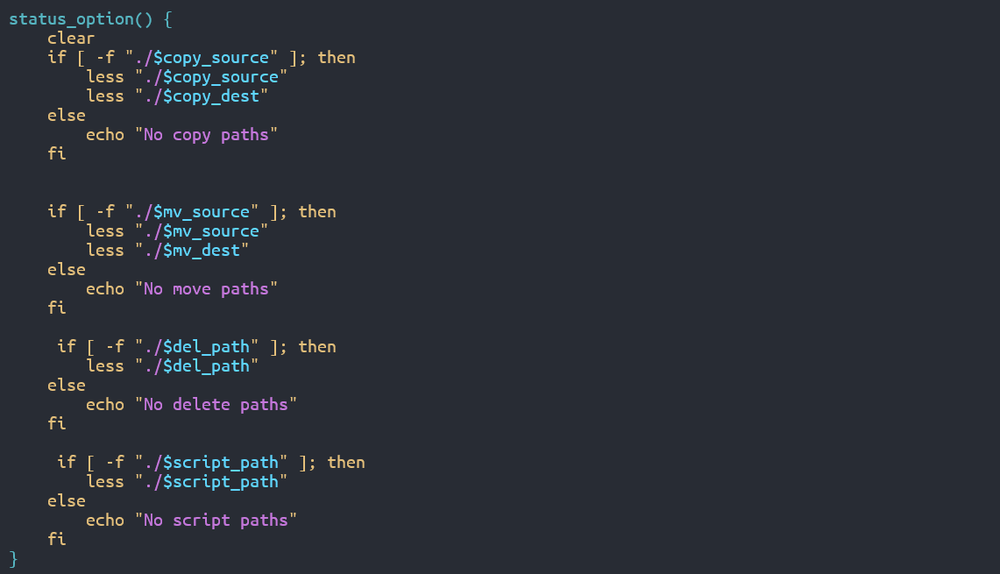 status_option() {
    clear
    if [ -f "./$copy_source" ]; then
        less "./$copy_source"
        less "./$copy_dest"
    else
        echo "No copy paths"
    fi


    if [ -f "./$mv_source" ]; then
        less "./$mv_source"
        less "./$mv_dest"
    else
        echo "No move paths"
    fi

     if [ -f "./$del_path" ]; then
        less "./$del_path"
    else
        echo "No delete paths"
    fi

     if [ -f "./$script_path" ]; then
        less "./$script_path"
    else
        echo "No script paths"
    fi
}